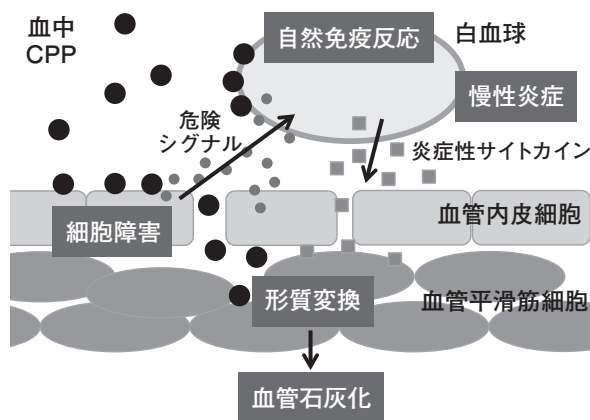 血中
CPP
自然免疫反応
白血球
慢性炎症
危険
シグナル
炎症性サイトカイン
血管内皮細胞
細胞障害
形質変換
血管平滑筋細胞
血管石灰化